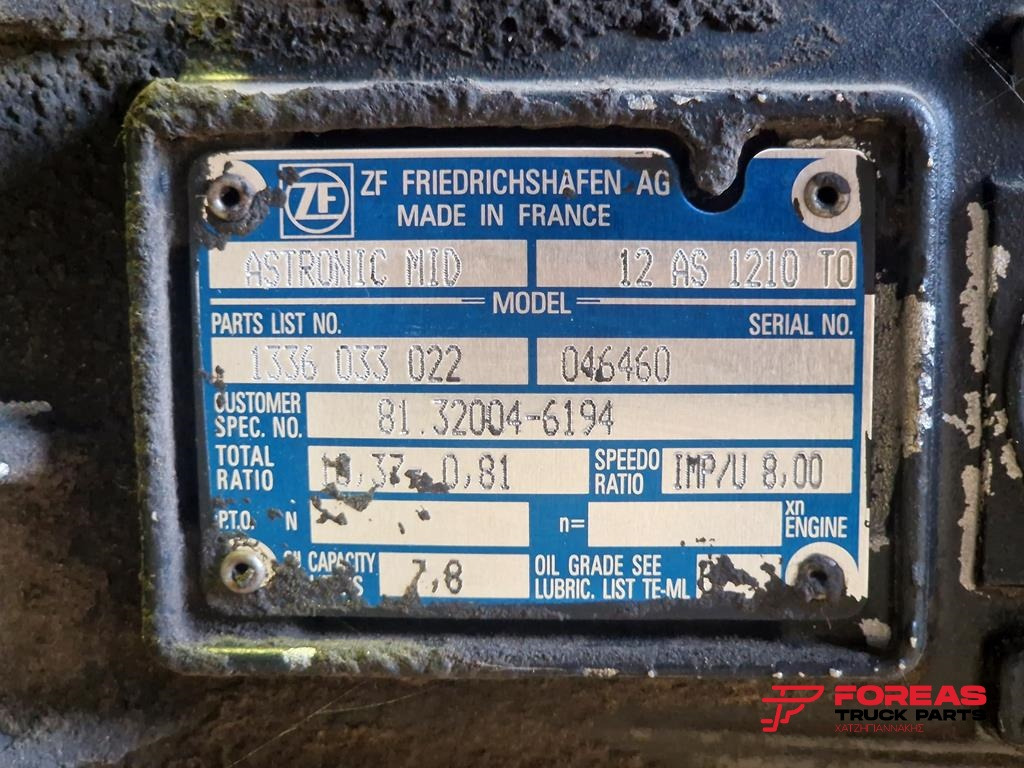 ZF ZF FRIEDRICHSHAFEN AG
MADE IN FRANCE
ASTRONIC MID 12 AS 1210 TO
MODEL
PARTS LIST NO. SERIAL NO.
1336 033 022 046460
CUSTOMER
SPEC. NO.
81.32004-6194
TOTAL
RATIO
0,81
SPEEDO
RATIO
IMP/U 8,00
P.T.O. N n= xn
ENGINE
CAPACITY
7,8
OIL GRADE SEE
LUBRIC. LIST TE-ML
FOREAS
TRUCK PARTS
ΧΑΤΖΗΓΙΑΝΝΑΚΗΣ